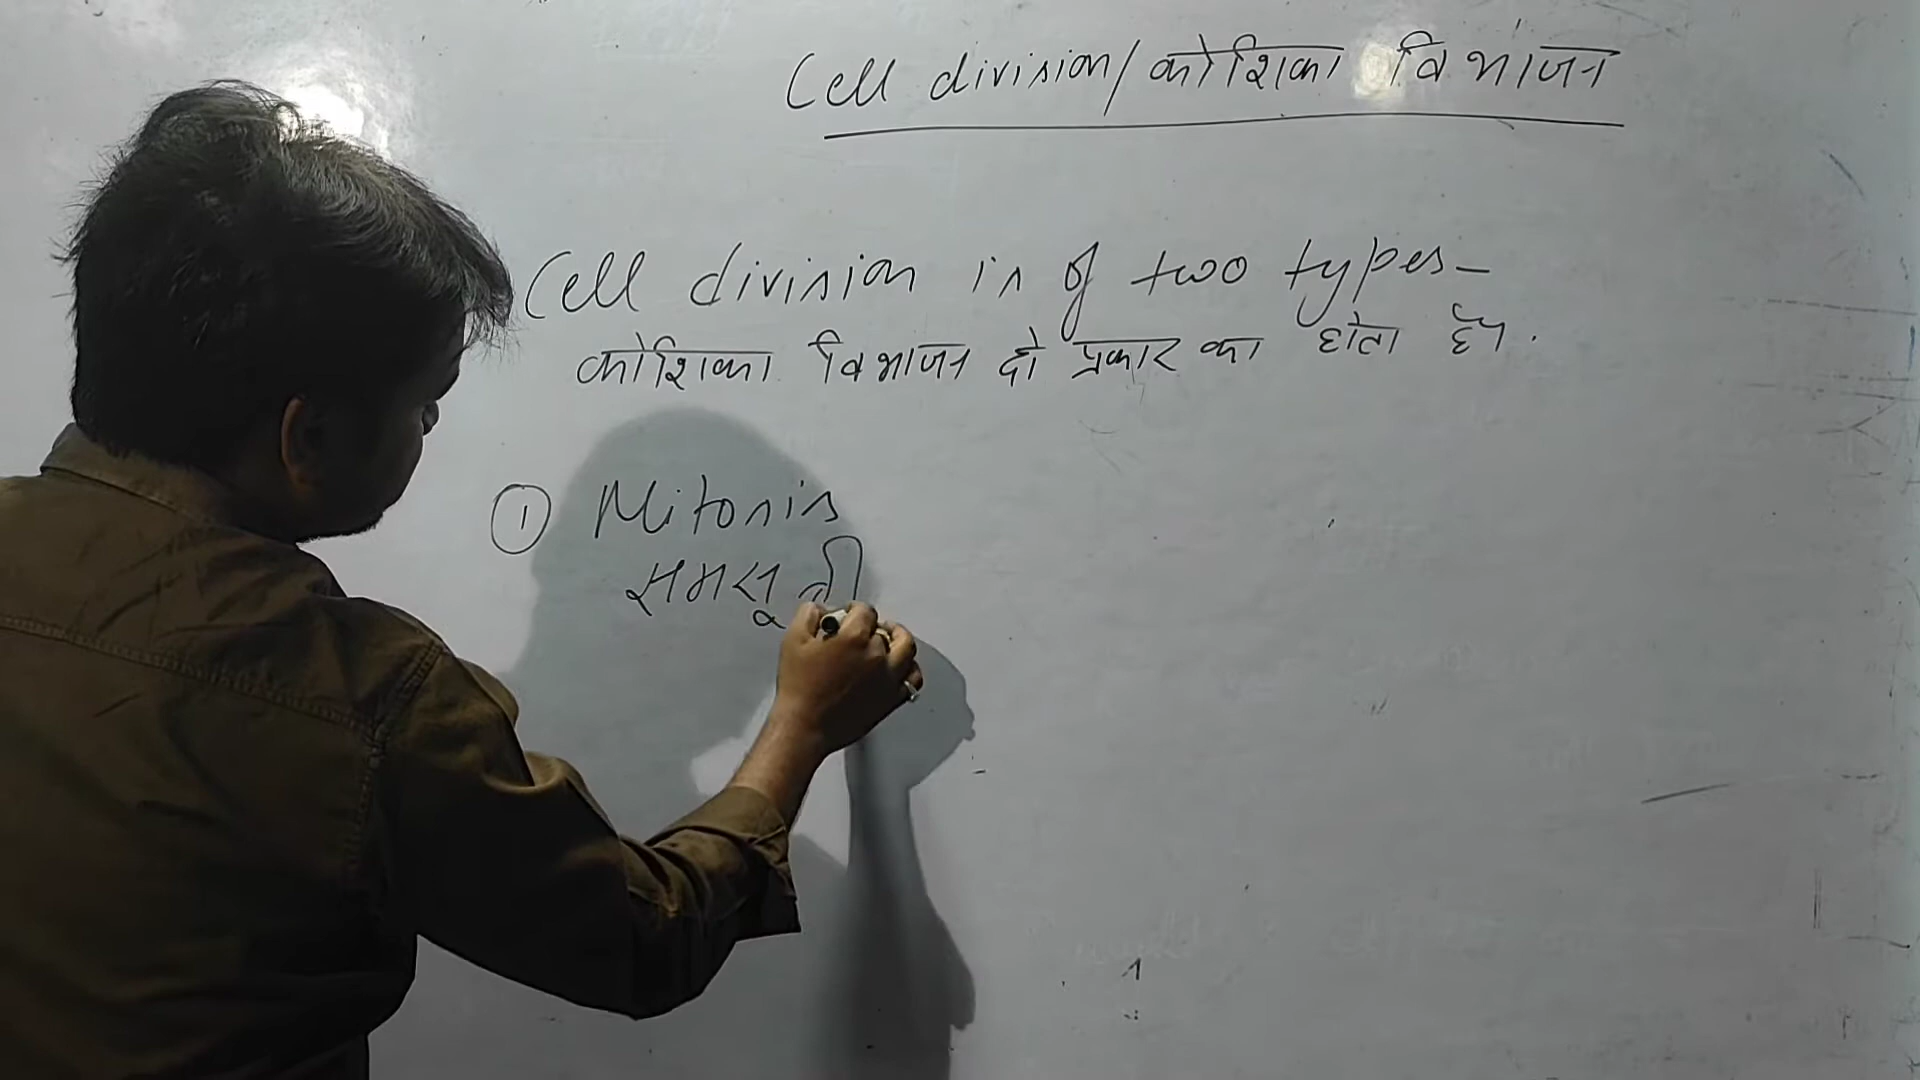 Cell division/कोशिका विभाजन
Cell division is of two types-
कोशिका विभाजन दो प्रकार का होता है।
① Mitosis
समसूत्री